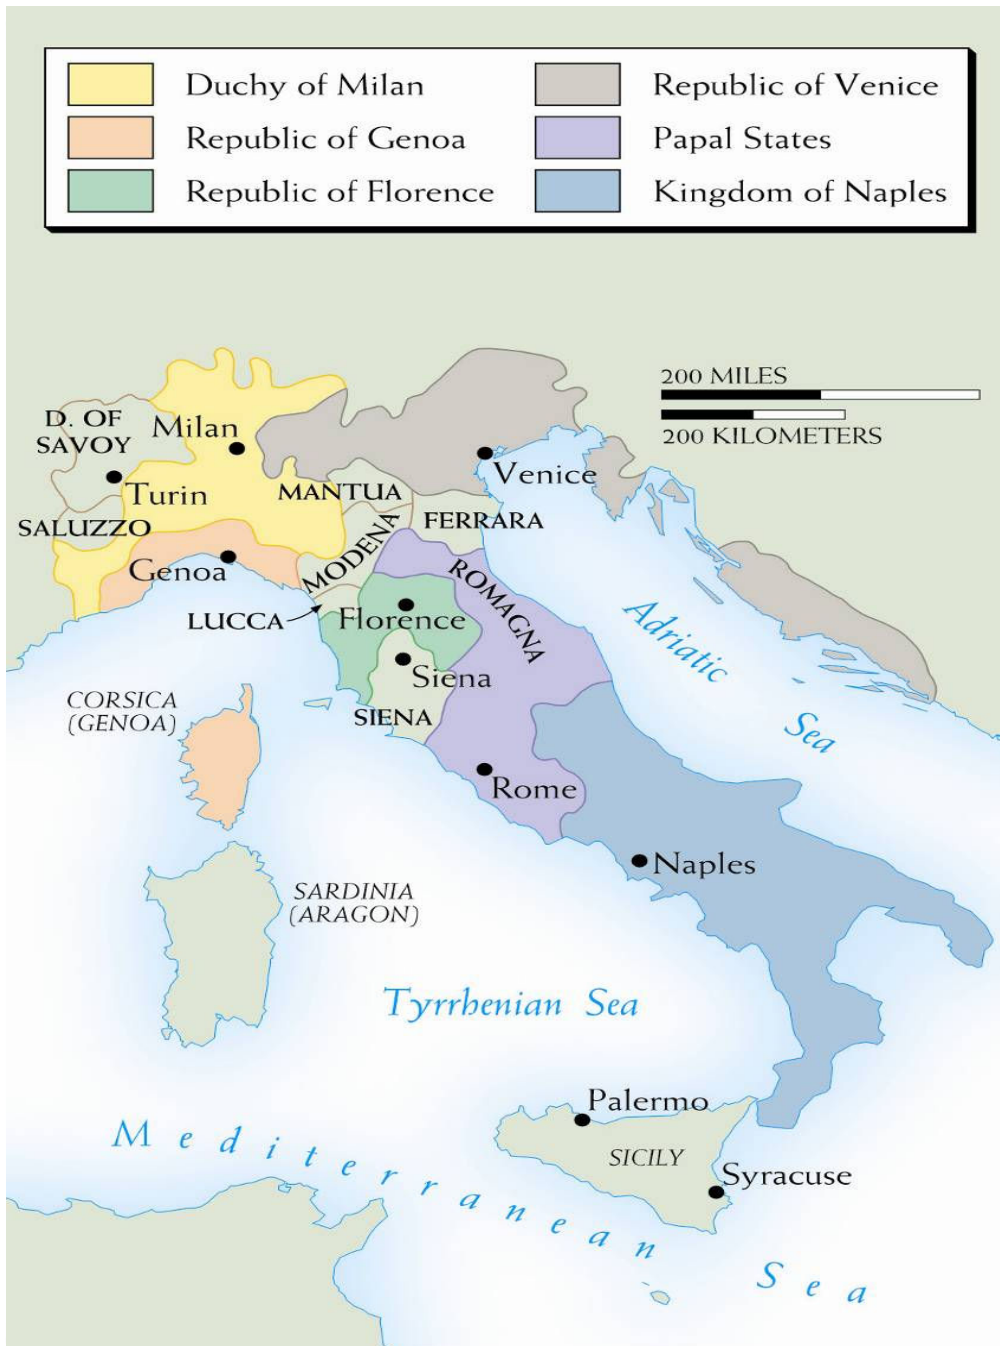 Duchy of Milan
Republic of Genoa
Republic of Florence
Republic of Venice
Papal States
Kingdom of Naples
200 MILES
200 KILOMETERS
D. OF
SAVOY
Milan
Turin
Venice
MANTUA
SALUZZO
FERRARA
Genoa
MODENA
ROMAGNA
LUCCA
Florence
Adriatic
Sea
Siena
SIENA
CORSICA
(GENOA)
Rome
Naples
SARDINIA
(ARAGON)
Tyrrhenian Sea
Palermo
SICILY
Syracuse
Mediterranean Sea